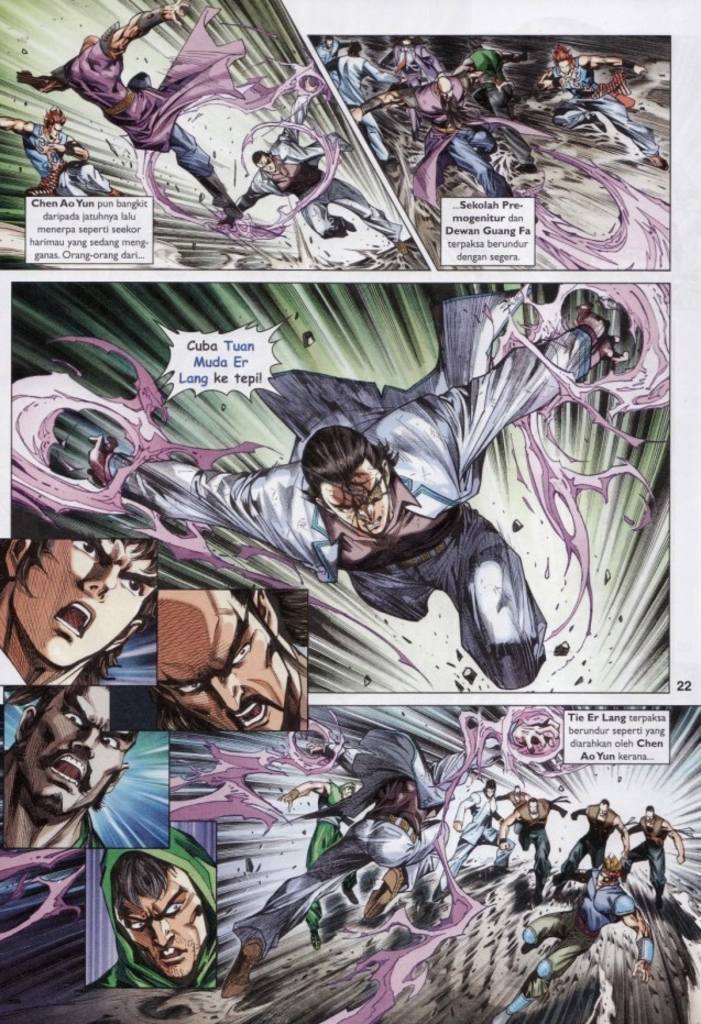 Chen Ao Yun pun bangkit
daripada jatuhnya lalu
menerpa seperti seekor
harimau yang sedang meng-
ganas. Orang-orang dari...
...Sekolah Pre-
mogenitur dan
Dewan Guang Fa
terpaksa berundur
dengan segera.
Cuba Tuan
Muda Er
Lang ke tepi!
22
Tie Er Lang terpaksa
berundur seperti yang
diarahkan oleh Chen
Ao Yun kerana...